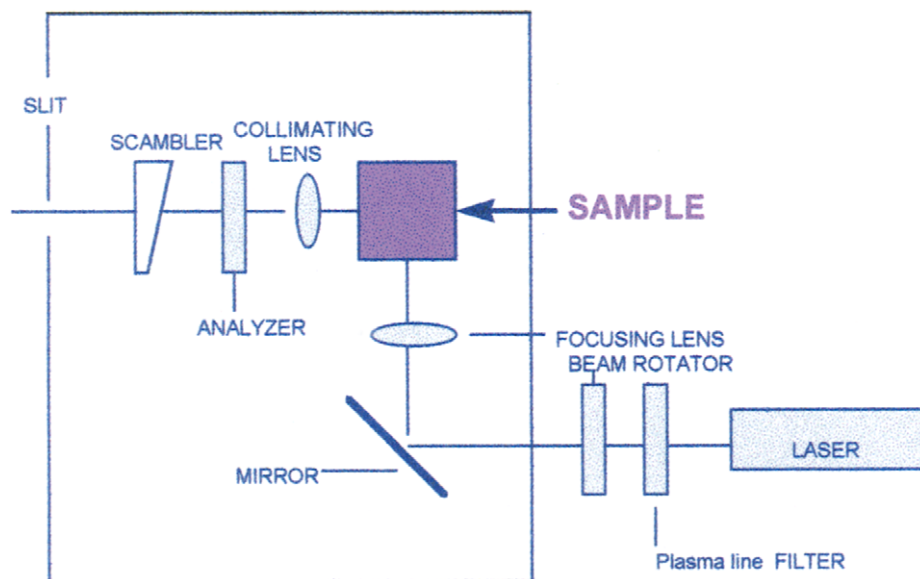 SLIT
SCAMBLER
COLLIMATING
LENS
SAMPLE
ANALYZER
FOCUSING LENS
BEAM ROTATOR
MIRROR
LASER
Plasma line FILTER